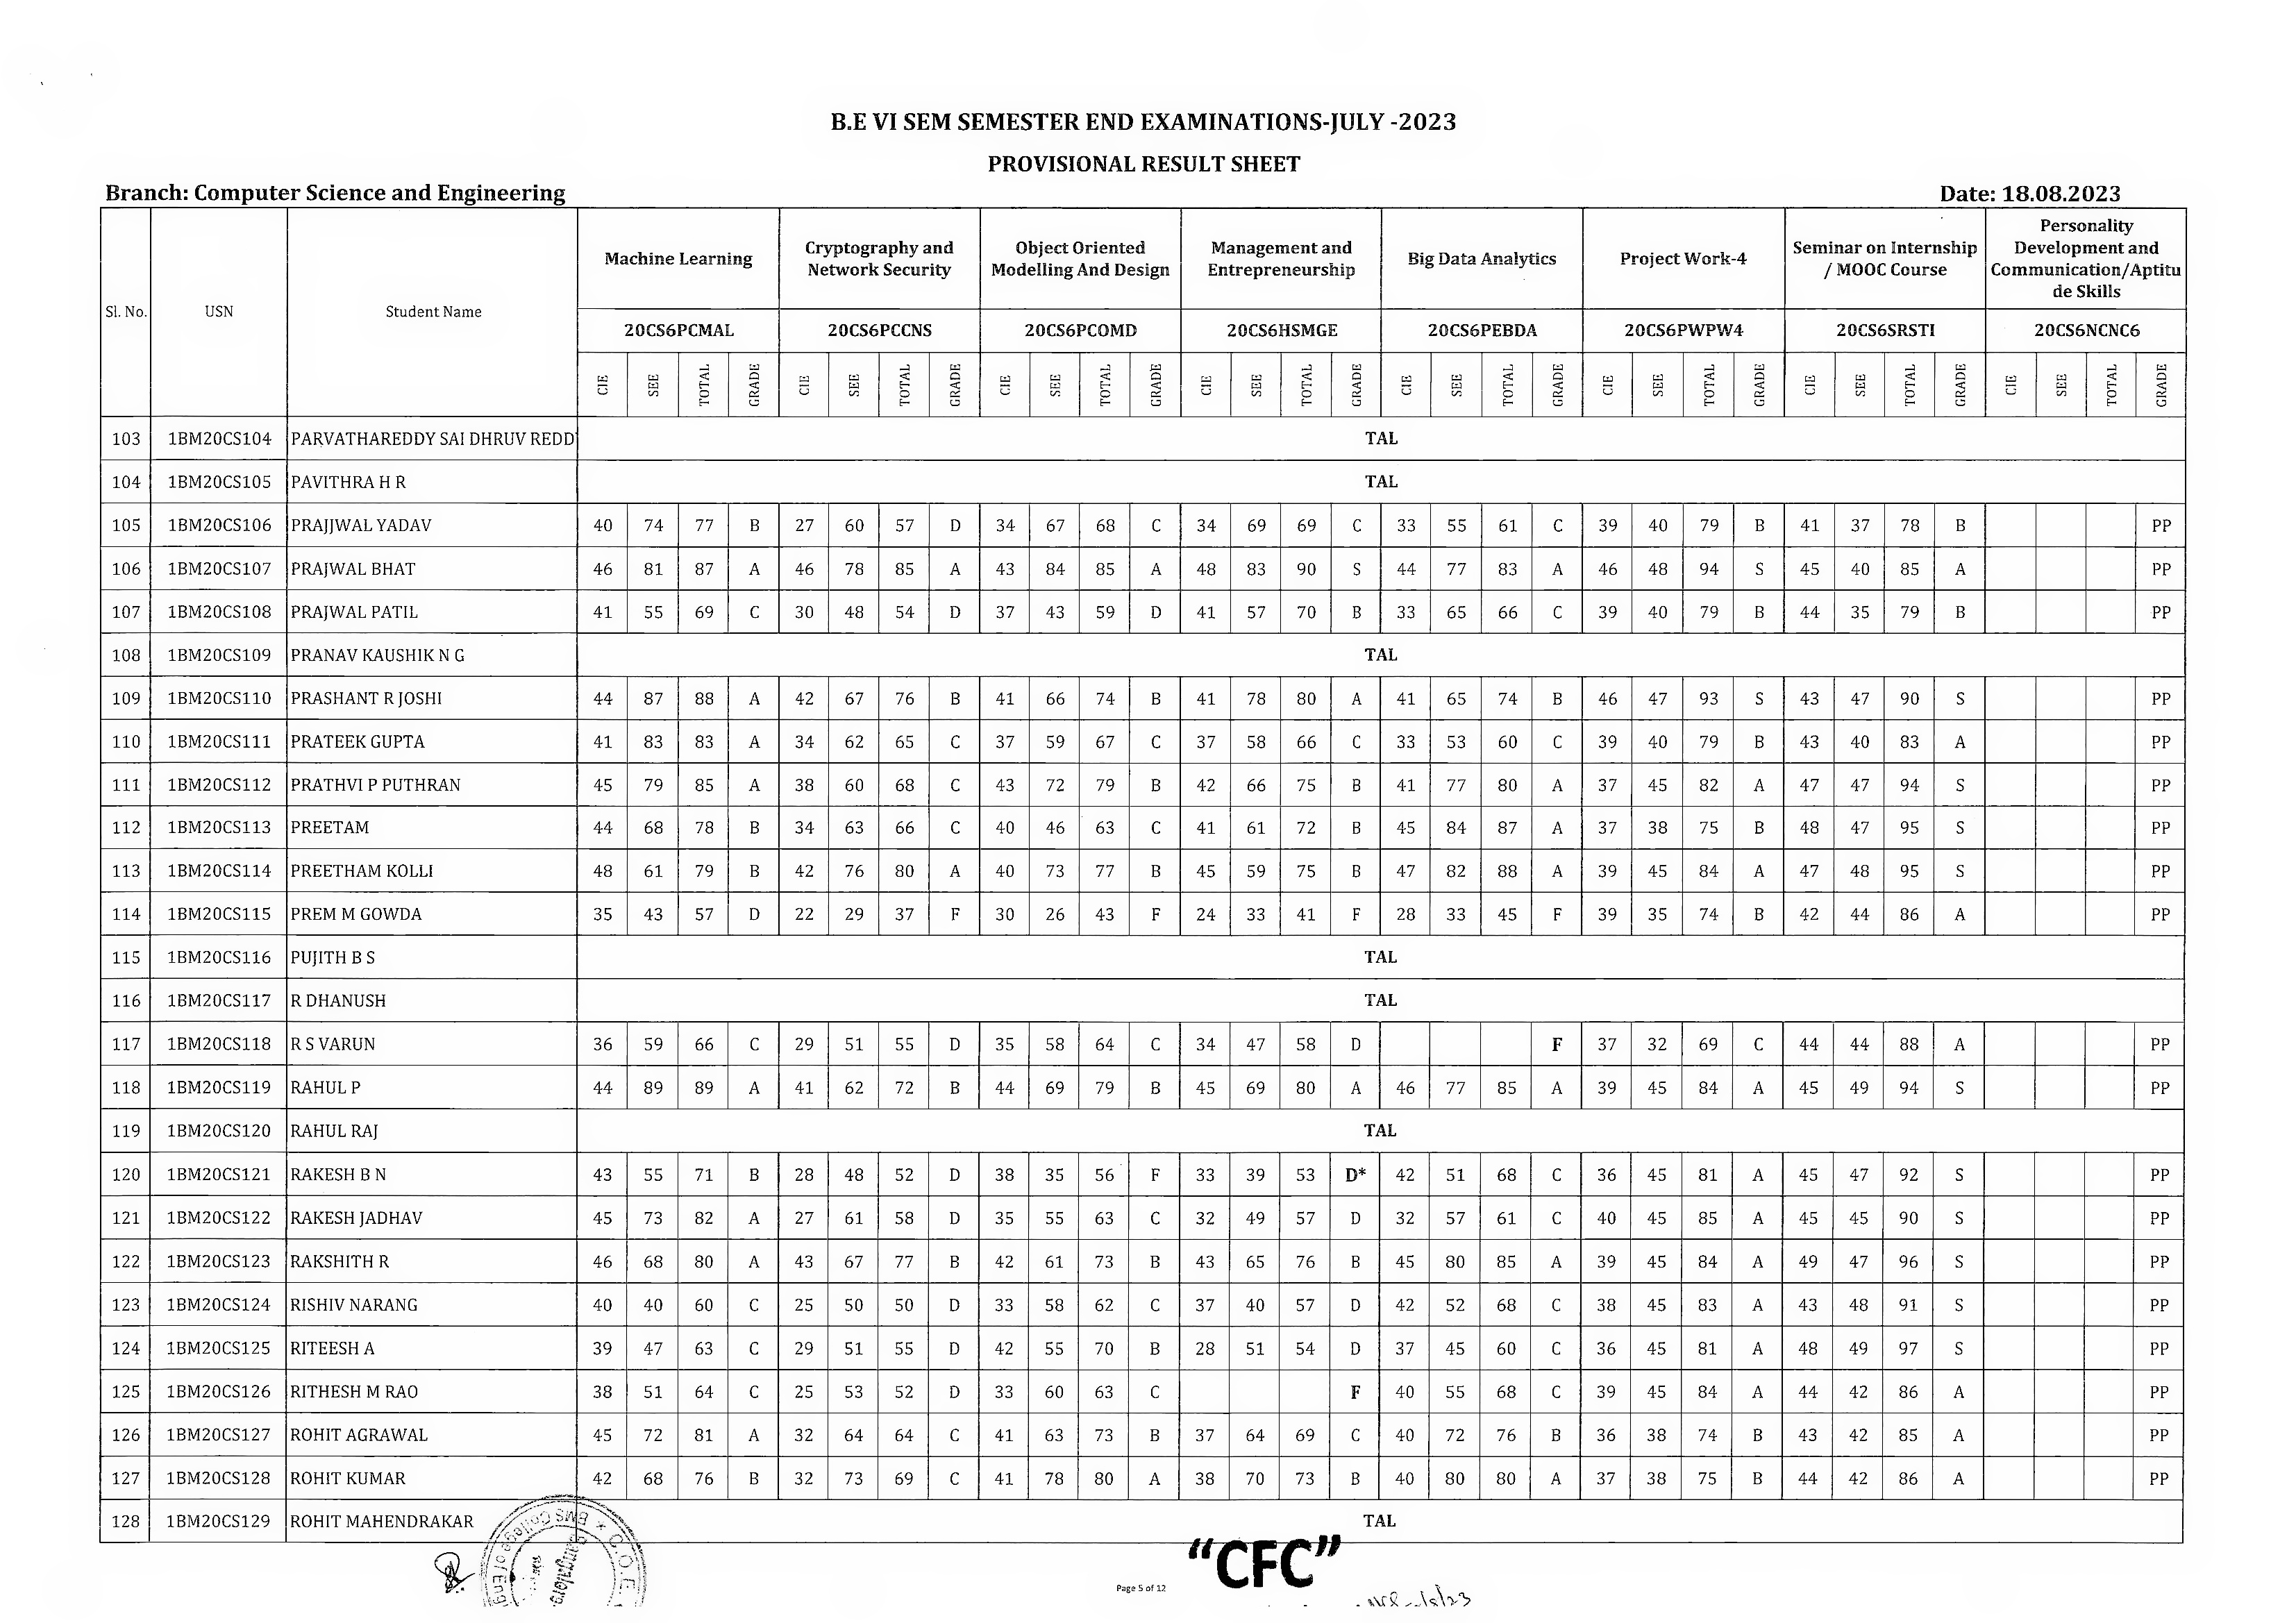 B.E VI SEM SEMESTER END EXAMINATIONS-JULY -2023
PROVISIONAL RESULT SHEET
Branch: Computer Science and Engineering Date: 18.08.2023
Sl. No. USN Student Name Machine Learning Cryptography and Network Security Object Oriented Modelling And Design Management and Entrepreneurship Big Data Analytics Project Work-4 Seminar on Internship / MOOC Course Personality Development and Communication/Aptitu de Skills
20CS6PCMAL 20CS6PCCNS 20CS6PCOMD 20CS6HSMGE 20CS6PEBDA 20CS6PWPW4 20CS6SRSTI 20CS6NCNC6
CIE SEE TOTAL GRADE CIE SEE TOTAL GRADE CIE SEE TOTAL GRADE CIE SEE TOTAL GRADE CIE SEE TOTAL GRADE CIE SEE TOTAL GRADE CIE SEE TOTAL GRADE CIE SEE TOTAL GRADE
103 1BM20CS104 PARVATHAREDDY SAI DHRUV REDD TAL
104 1BM20CS105 PAVITHRA H R TAL
105 1BM20CS106 PRAJJWAL YADAV 40 74 77 B 27 60 57 D 34 67 68 C 34 69 69 C 33 55 61 C 39 40 79 B 41 37 78 B PP
106 1BM20CS107 PRAJWAL BHAT 46 81 87 A 46 78 85 A 43 84 85 A 48 83 90 S 44 77 83 A 46 48 94 S 45 40 85 A PP
107 1BM20CS108 PRAJWAL PATIL 41 55 69 C 30 48 54 D 37 43 59 D 41 57 70 B 33 65 66 C 39 40 79 B 44 35 79 B PP
108 1BM20CS109 PRANAV KAUSHIK N G TAL
109 1BM20CS110 PRASHANT R JOSHI 44 87 88 A 42 67 76 B 41 66 74 B 41 78 80 A 41 65 74 B 46 47 93 S 43 47 90 S PP
110 1BM20CS111 PRATEEK GUPTA 41 83 83 A 34 62 65 C 37 59 67 C 37 58 66 C 33 53 60 C 39 40 79 B 43 40 83 A PP
111 1BM20CS112 PRATHVI P PUTHRAN 45 79 85 A 38 60 68 C 43 72 79 B 42 66 75 B 41 77 80 A 37 45 82 A 47 47 94 S PP
112 1BM20CS113 PREETAM 44 68 78 B 34 63 66 C 40 46 63 C 41 61 72 B 45 84 87 A 37 38 75 B 48 47 95 S PP
113 1BM20CS114 PREETHAM KOLLI 48 61 79 B 42 76 80 A 40 73 77 B 45 59 75 B 47 82 88 A 39 45 84 A 47 48 95 S PP
114 1BM20CS115 PREM M GOWDA 35 43 57 D 22 29 37 F 30 26 43 F 24 33 41 F 28 33 45 F 39 35 74 B 42 44 86 A PP
115 1BM20CS116 PUJITH B S TAL
116 1BM20CS117 R DHANUSH TAL
117 1BM20CS118 R S VARUN 36 59 66 C 29 51 55 D 35 58 64 C 34 47 58 D F 37 32 69 C 44 44 88 A PP
118 1BM20CS119 RAHUL P 44 89 89 A 41 62 72 B 44 69 79 B 45 69 80 A 46 77 85 A 39 45 84 A 45 49 94 S PP
119 1BM20CS120 RAHUL RAJ TAL
120 1BM20CS121 RAKESH B N 43 55 71 B 28 48 52 D 38 35 56 F 33 39 53 D* 42 51 68 C 36 45 81 A 45 47 92 S PP
121 1BM20CS122 RAKESH JADHAV 45 73 82 A 27 61 58 D 35 55 63 C 32 49 57 D 32 57 61 C 40 45 85 A 45 45 90 S PP
122 1BM20CS123 RAKSHITH R 46 68 80 A 43 67 77 B 42 61 73 B 43 65 76 B 45 80 85 A 39 45 84 A 49 47 96 S PP
123 1BM20CS124 RISHIV NARANG 40 40 60 C 25 50 50 D 33 58 62 C 37 40 57 D 42 52 68 C 38 45 83 A 43 48 91 S PP
124 1BM20CS125 RITEESH A 39 47 63 C 29 51 55 D 42 55 70 B 28 51 54 D 37 45 60 C 36 45 81 A 48 49 97 S PP
125 1BM20CS126 RITHESH M RAO 38 51 64 C 25 53 52 D 33 60 63 C F 40 55 68 C 39 45 84 A 44 42 86 A PP
126 1BM20CS127 ROHIT AGRAWAL 45 72 81 A 32 64 64 C 41 63 73 B 37 64 69 C 40 72 76 B 36 38 74 B 43 42 85 A PP
127 1BM20CS128 ROHIT KUMAR 42 68 76 B 32 73 69 C 41 78 80 A 38 70 73 B 40 80 80 A 37 38 75 B 44 42 86 A PP
128 1BM20CS129 ROHIT MAHENDRAKAR TAL
BMS College of Eng
C.O.E.
"CFC"
Page 5 of 12